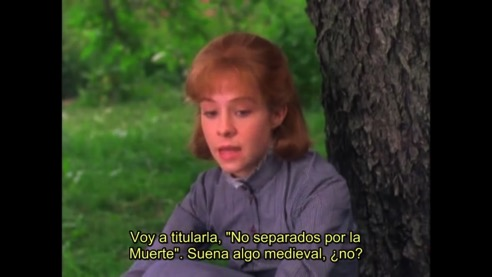 Voy a titularla, "No separados por la
Muerte". Suena algo medieval, ¿no?